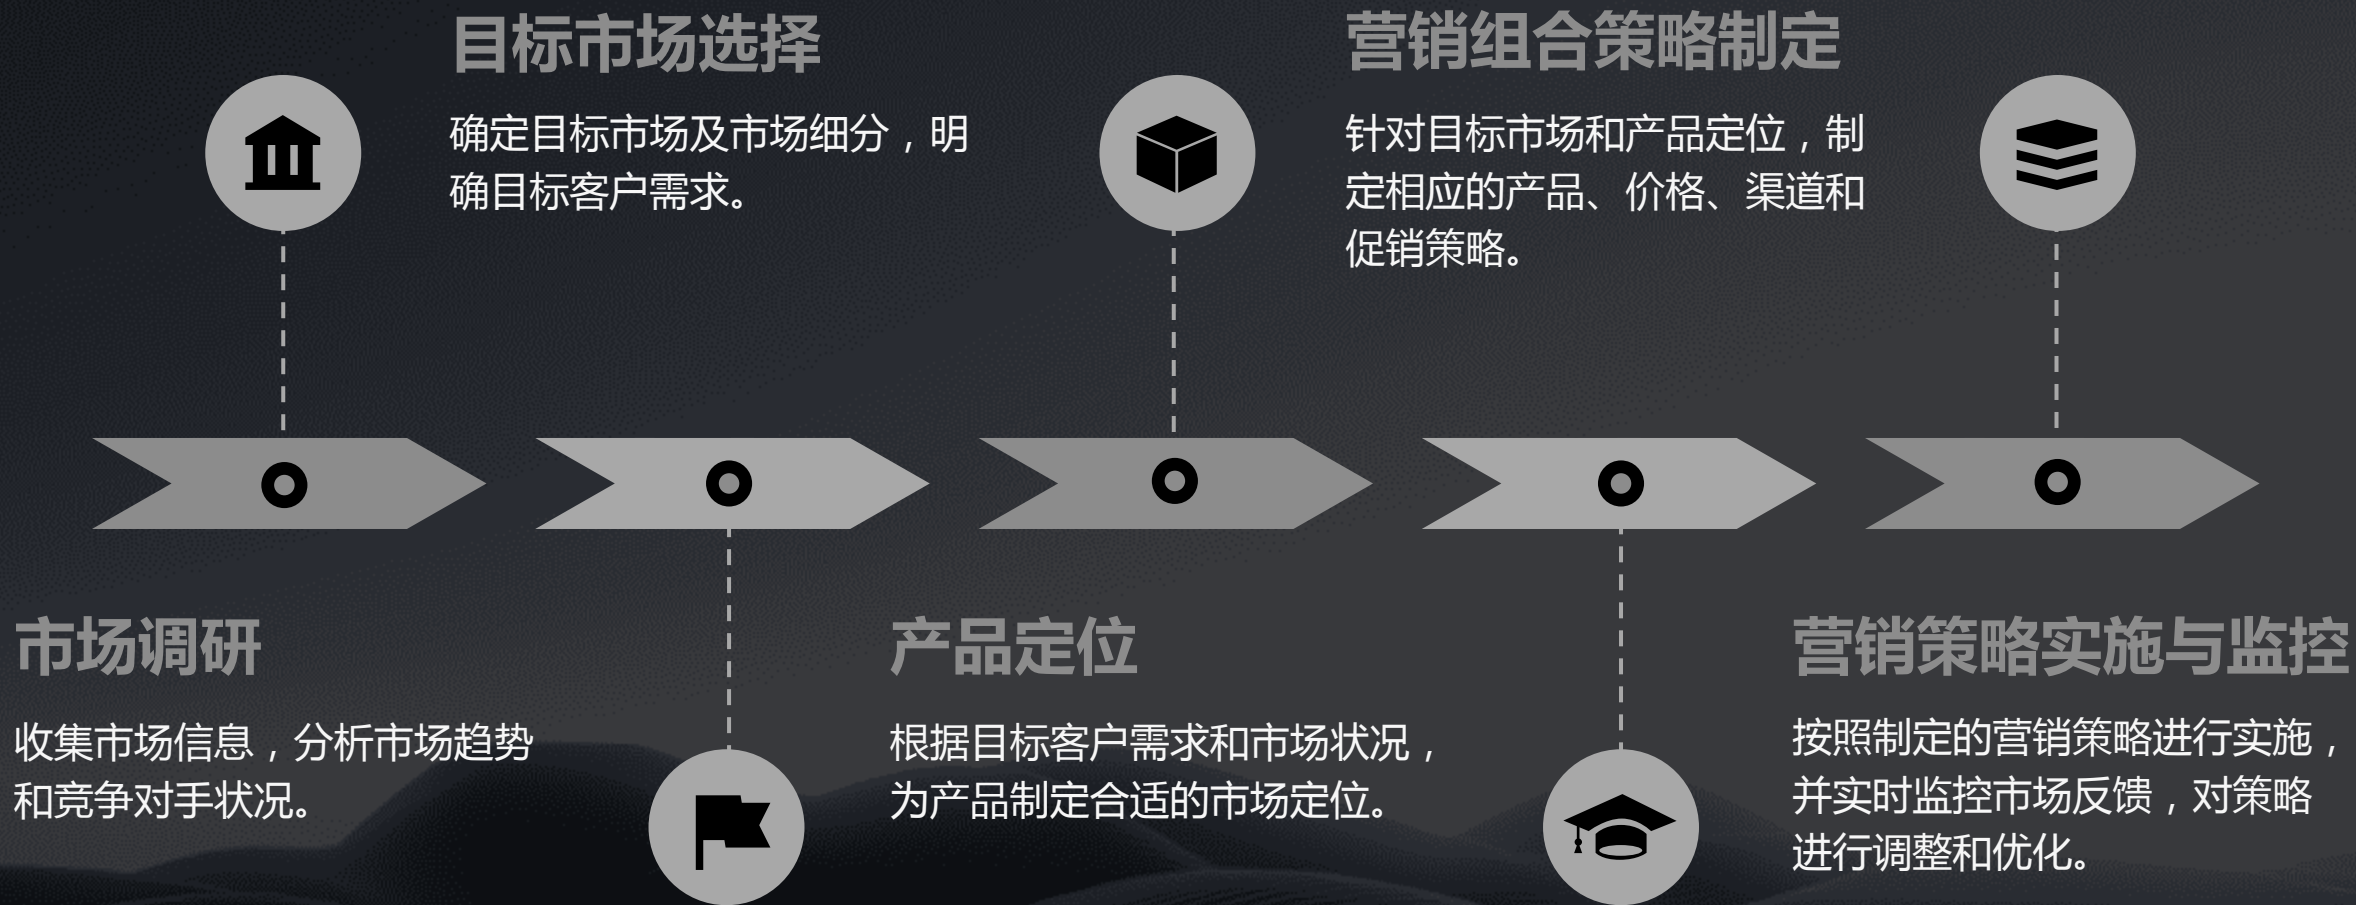 目标市场选择
确定目标市场及市场细分，明
确目标客户需求。
营销组合策略制定
针对目标市场和产品定位，制
定相应的产品、价格、渠道和
促销策略。
市场调研
收集市场信息，分析市场趋势
和竞争对手状况。
产品定位
根据目标客户需求和市场状况，
为产品制定合适的市场定位。
营销策略实施与监控
按照制定的营销策略进行实施，
并实时监控市场反馈，对策略
进行调整和优化。